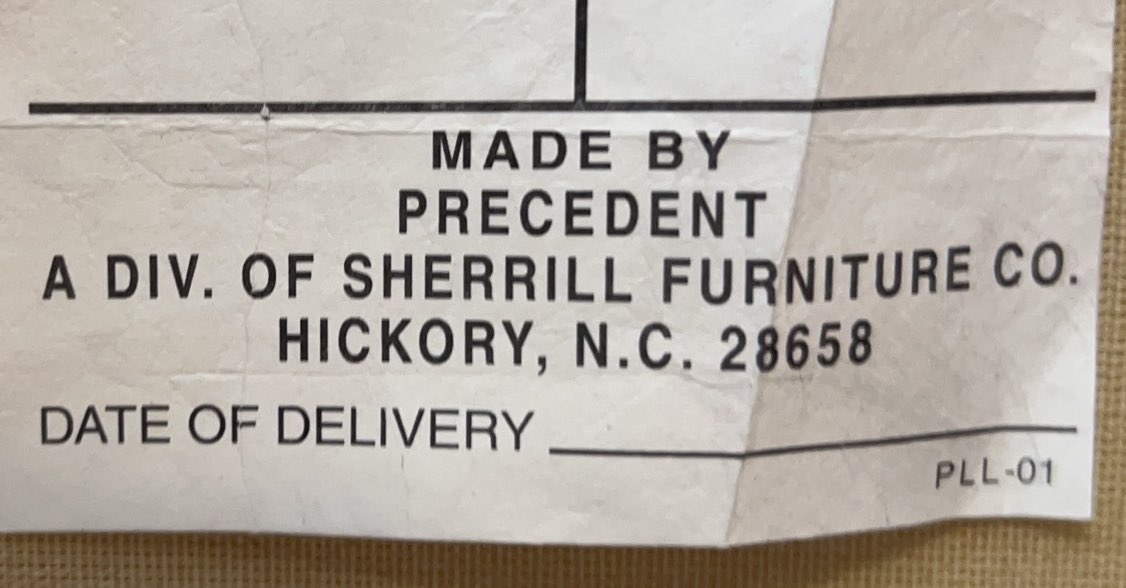 MADE BY
PRECEDENT
A DIV. OF SHERRILL FURNITURE CO.
HICKORY, N.C. 28658
DATE OF DELIVERY
PLL-01